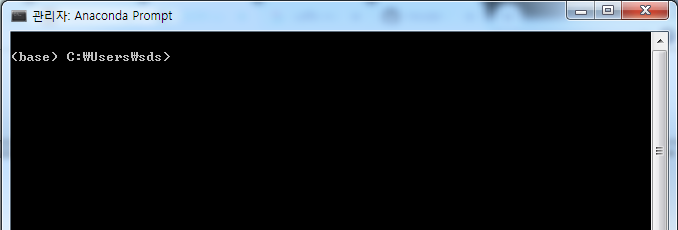 관리자: Anaconda Prompt
(base) C:₩Users₩sds>